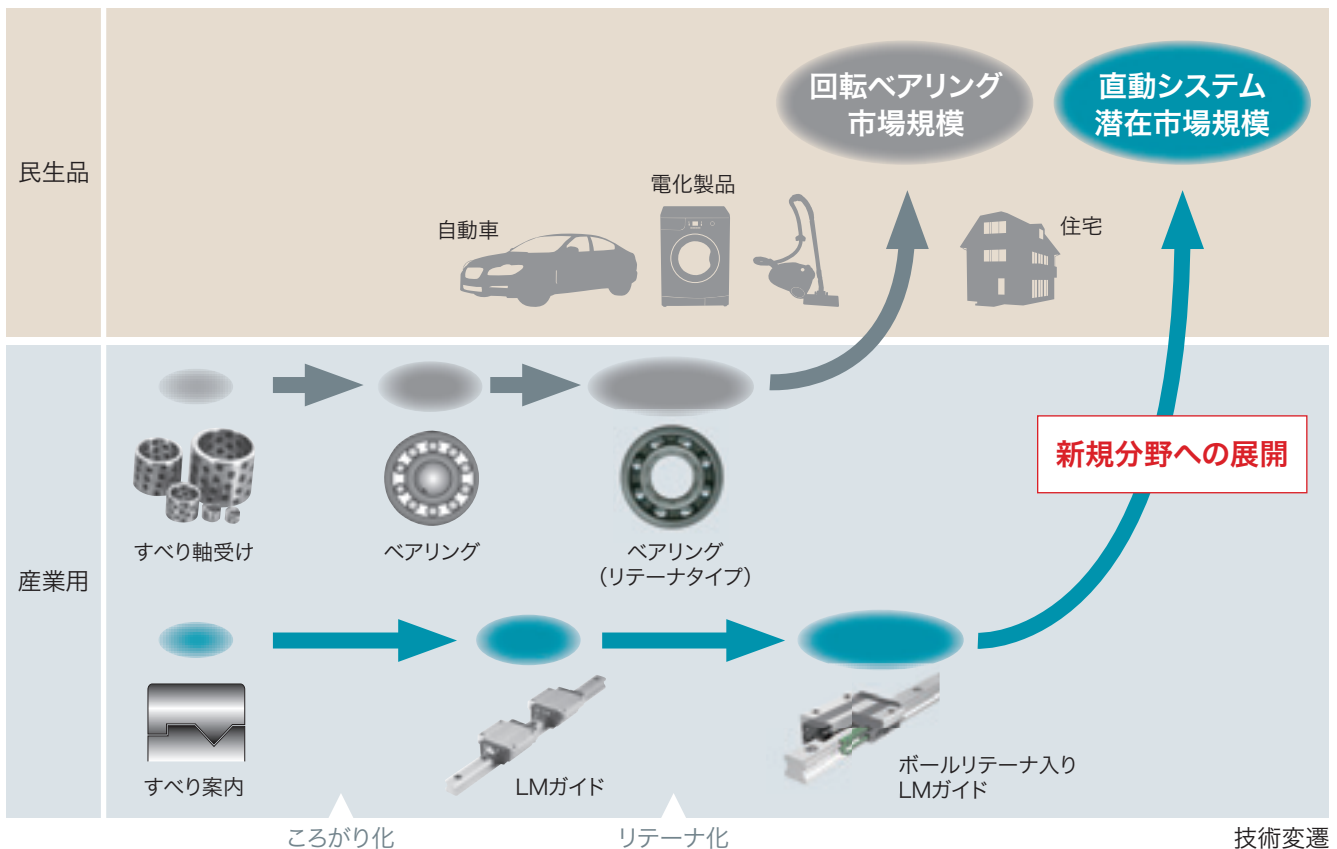 民生品
回転ベアリング
市場規模
直動システム
潜在市場規模
電化製品
自動車
住宅
新規分野への展開
産業用
すべり軸受け
ベアリング
ベアリング
（リテーナタイプ）
すべり案内
LMガイド
ボールリテーナ入り
LMガイド
ころがり化
リテーナ化
技術変遷